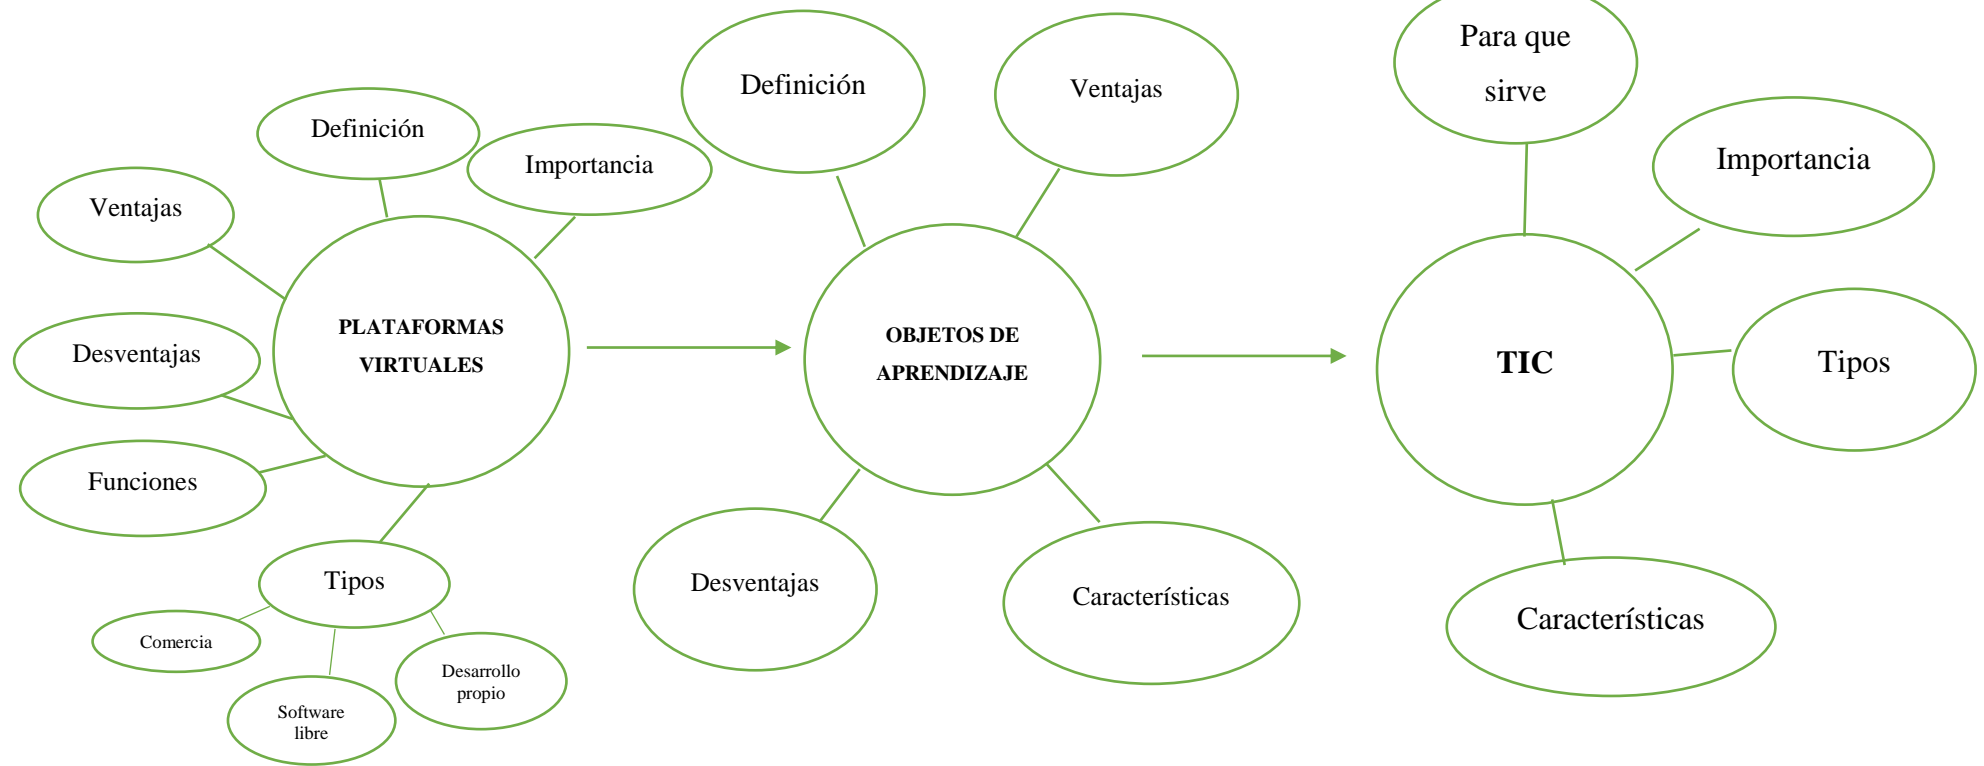 Definición
Importancia
Ventajas
Desventajas
Funciones
PLATAFORMAS
VIRTUALES
Tipos
Comercia
Software
libre
Desarrollo
propio
Definición
Ventajas
OBJETOS DE
APRENDIZAJE
Desventajas
Características
Para que
sirve
Importancia
TIC
Tipos
Características